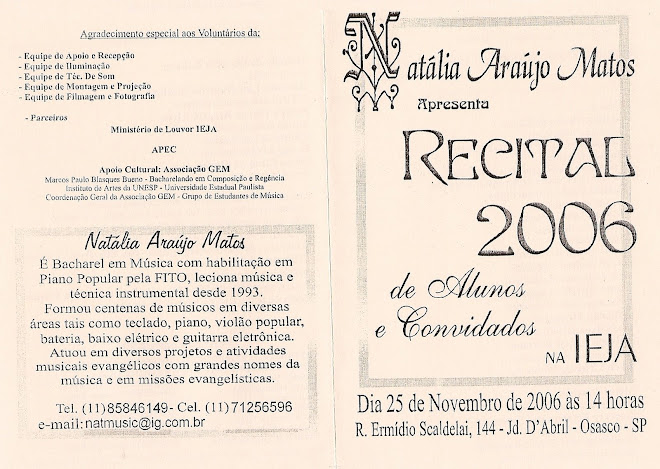 Agradecimento especial aos Voluntários da:
- Equipe de Apoio e Recepção
- Equipe de Iluminação
- Equipe de Téc. De Som
- Equipe de Montagem e Projeção
- Equipe de Filmagem e Fotografia
- Parceiros
Ministério de Louvor IEJA
APEC
Apoio Cultural: Associação GEM
Marcos Paulo Blasques Bueno - Bacharelando em Composição e Regência
Instituto de Artes da UNESP - Universidade Estadual Paulista
Coordenação Geral da Associação GEM - Grupo de Estudantes de Música
Natália Araújo Matos
É Bacharel em Música com habilitação em
Piano Popular pela FITO, leciona música e
técnica instrumental desde 1993.
Formou centenas de músicos em diversas
áreas tais como teclado, piano, violão popular,
bateria, baixo elétrico e guitarra eletrônica.
Atuou em diversos projetos e atividades
musicais evangélicos com grandes nomes da
música e em missões evangelísticas.
Tel. (11)85846149- Cel. (11)71256596
e-mail:natmusic@ig.com.br
Natália Araújo Matos
Apresenta
RECITAL
2006
de Alunos
e Convidados
NA IEJA
Dia 25 de Novembro de 2006 às 14 horas
R. Ermídio Scaldelai, 144 - Jd. D'Abril - Osasco - SP